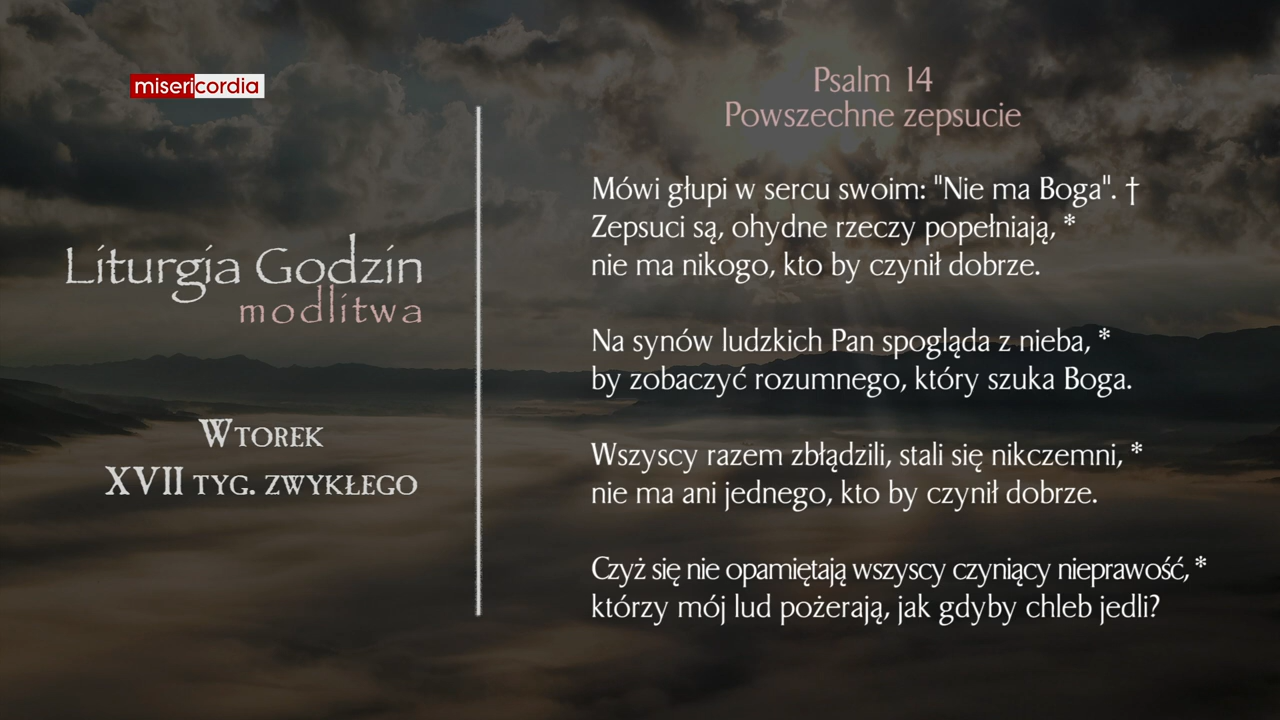 misericordia
Liturgia Godzin
modlitwa
Wtorek
XVII tyg. zwykłego
Psalm 14
Powszechne zepsucie
Mówi głupi w sercu swoim: "Nie ma Boga". †
Zepsuci są, ohydne rzeczy popełniają, *
nie ma nikogo, kto by czynił dobrze.
Na synów ludzkich Pan spogląda z nieba, *
by zobaczyć rozumnego, który szuka Boga.
Wszyscy razem zbłądzili, stali się nikczemni, *
nie ma ani jednego, kto by czynił dobrze.
Czyż się nie opamiętają wszyscy czyniący nieprawość, *
którzy mój lud pożerają, jak gdyby chleb jedli?